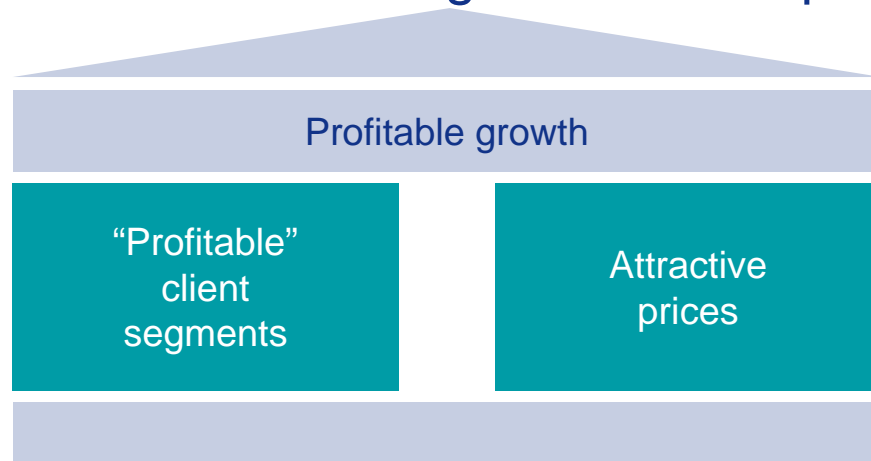 Profitable growth
“Profitable”
client
segments
Attractive
prices